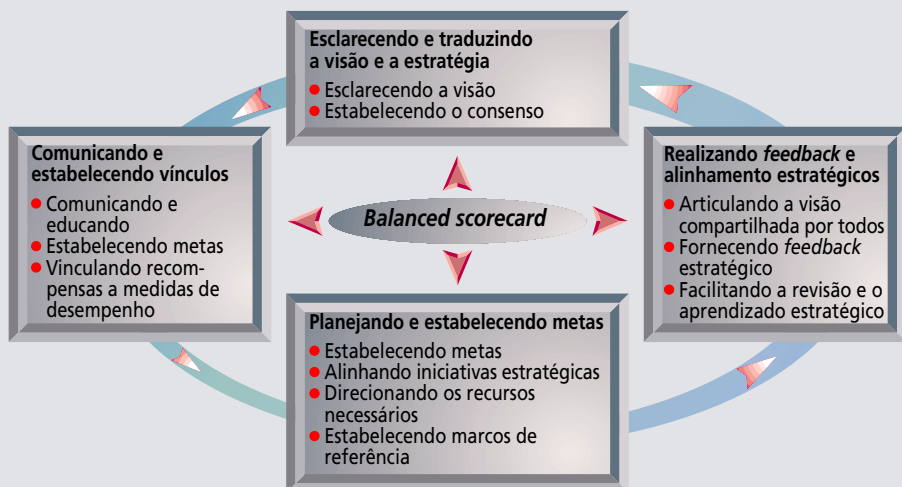 Esclarecendo e traduzindo
a visão e a estratégia
• Esclarecendo a visão
• Estabelecendo o consenso
Comunicando e
estabelecendo vínculos
• Comunicando e
educando
• Estabelecendo metas
• Vinculando recom-
pensas a medidas de
desempenho
Balanced scorecard
Realizando feedback e
alinhamento estratégicos
• Articulando a visão
compartilhada por todos
• Fornecendo feedback
estratégico
• Facilitando a revisão e o
aprendizado estratégico
Planejando e estabelecendo metas
• Estabelecendo metas
• Alinhando iniciativas estratégicas
• Direcionando os recursos
necessários
• Estabelecendo marcos de
referência